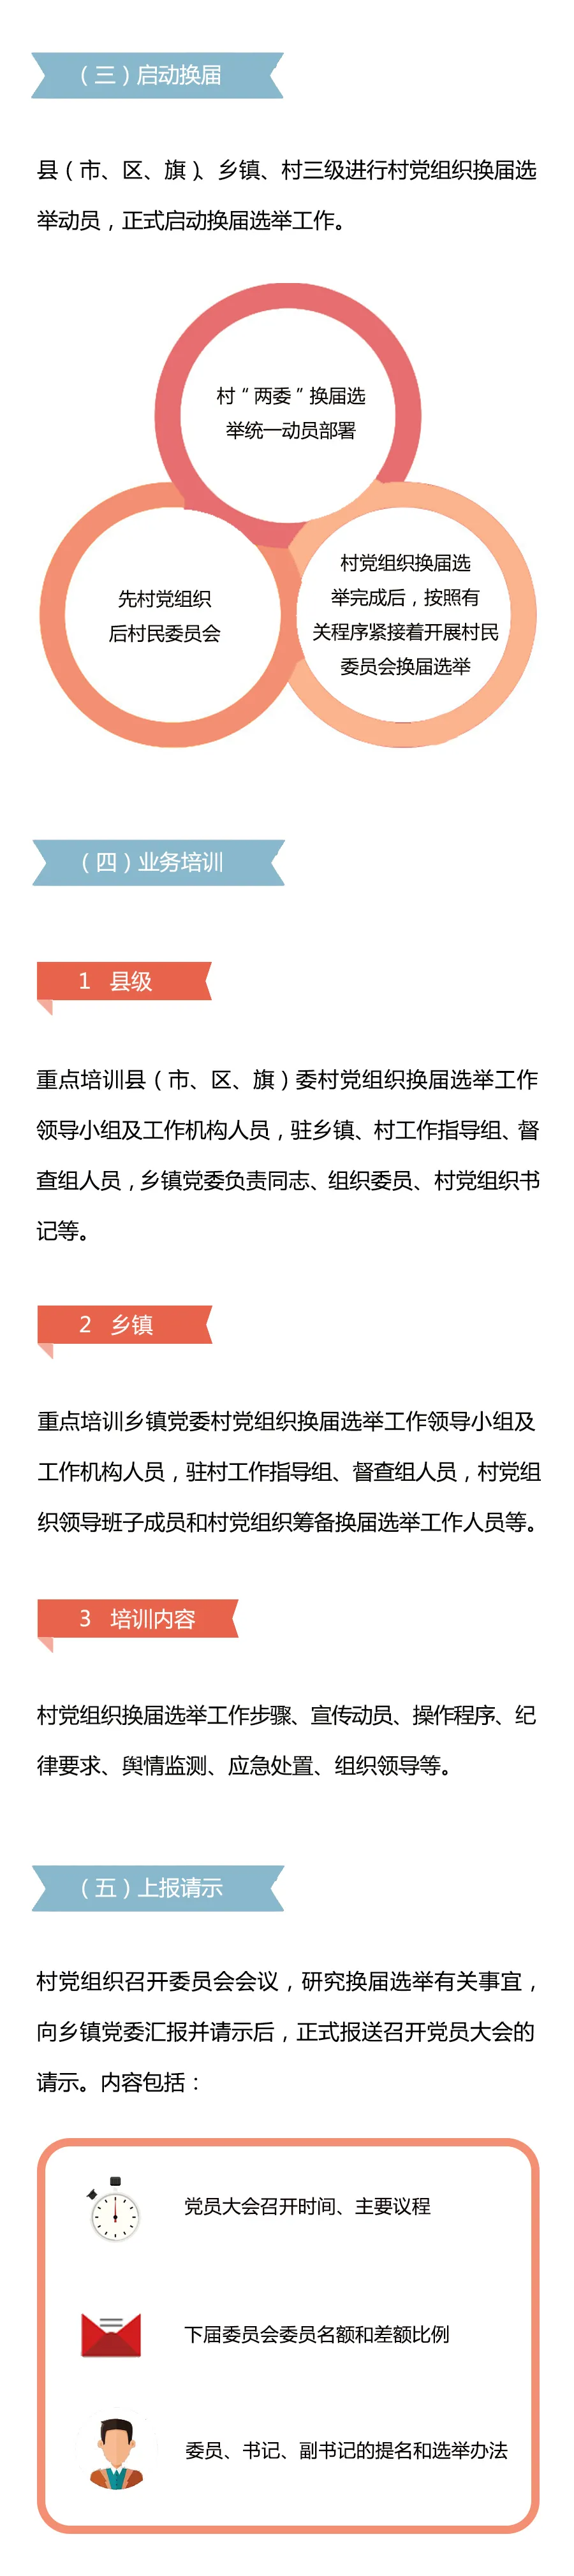 （三）启动换届
县（市、区、旗）、乡镇、村三级进行村党组织换届选
举动员，正式启动换届选举工作。
村“两委”换届选
举统一动员部署
先村党组织
后村民委员会
村党组织换届选
举完成后，按照有
关程序紧接着开展村民
委员会换届选举
（四）业务培训
1 县级
重点培训县（市、区、旗）委村党组织换届选举工作
领导小组及工作机构人员，驻乡镇、村工作指导组、督
查组人员，乡镇党委负责同志、组织委员、村党组织书
记等。
2 乡镇
重点培训乡镇党委村党组织换届选举工作领导小组及
工作机构人员，驻村工作指导组、督查组人员，村党组
织领导班子成员和村党组织筹备换届选举工作人员等。
3 培训内容
村党组织换届选举工作步骤、宣传动员、操作程序、纪
律要求、舆情监测、应急处置、组织领导等。
（五）上报请示
村党组织召开委员会会议，研究换届选举有关事宜，
向乡镇党委汇报并请示后，正式报送召开党员大会的
请示。内容包括：
党员大会召开时间、主要议程
下届委员会委员名额和差额比例
委员、书记、副书记的提名和选举办法